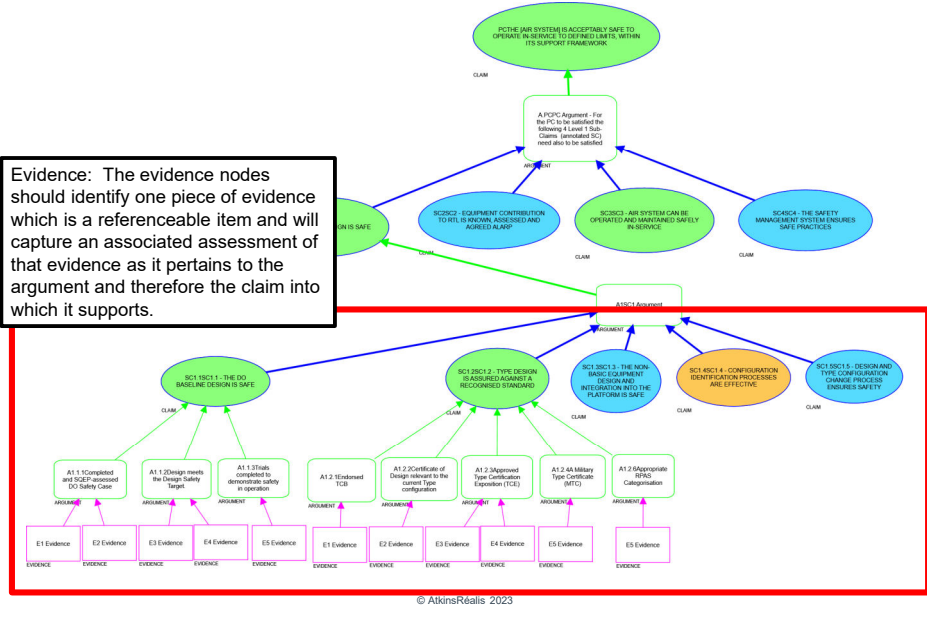 PCTHE [AIR SYSTEM] IS ACCEPTABLY SAFE TO
OPERATE IN-SERVICE TO DEFINED LIMITS, WITHIN
ITS SUPPORT FRAMEWORK
CLAIM
A.PCPC Argument - For
the PC to be satisfied the
following 4 Level 1 Sub-
Claims (annotated SC)
need also to be satisfied
ARGUMENT
Evidence: The evidence nodes
should identify one piece of evidence
which is a referenceable item and will
capture an associated assessment of
that evidence as it pertains to the
argument and therefore the claim into
which it supports.
IS SAFE
CLAIM
SC2SC2 - EQUIPMENT CONTRIBUTION
TO RTL IS KNOWN, ASSESSED AND
AGREED ALARP
SC3SC3 - AIR SYSTEM CAN BE
OPERATED AND MAINTAINED SAFELY
IN-SERVICE
CLAIM
SC4SC4 - THE SAFETY
MANAGEMENT SYSTEM ENSURES
SAFE PRACTICES
CLAIM
A1SC1 Argument
ARGUMENT
SC1.1SC1.1 - THE DO
BASELINE DESIGN IS SAFE
CLAIM
SC1.2SC1.2 - TYPE DESIGN
IS ASSURED AGAINST A
RECOGNISED STANDARD
CLAIM
SC1.3SC1.3 - THE NON-
BASIC EQUIPMENT
DESIGN AND
INTEGRATION INTO THE
PLATFORM IS SAFE
CLAIM
SC1.4SC1.4 - CONFIGURATION
IDENTIFICATION PROCESSES
ARE EFFECTIVE
CLAIM
SC1.5SC1.5 - DESIGN AND
TYPE CONFIGURATION
CHANGE PROCESS
ENSURES SAFETY
CLAIM
A1.1.1Completed
and SQEP-assessed
DO Safety Case
ARGUMENT
A1.1.2Design meets
the Design Safety
Target.
ARGUMENT
A1.1.3Trials
completed to
demonstrate safety
in operation
ARGUMENT
A1.2.1Endorsed
TCB
ARGUMENT
A1.2.2Certificate of
Design relevant to the
current Type
configuration
ARGUMENT
A1.2.3Approved
Type Certification
Exposition (TCE)
ARGUMENT
A1.2.4A Military
Type Certificate
(MTC)
ARGUMENT
A1.2.6Appropriate
RPAS
Categorisation
ARGUMENT
E1 Evidence
EVIDENCE
E2 Evidence
EVIDENCE
E3 Evidence
EVIDENCE
E4 Evidence
EVIDENCE
E5 Evidence
EVIDENCE
E1 Evidence
EVIDENCE
E2 Evidence
EVIDENCE
E3 Evidence
EVIDENCE
E4 Evidence
EVIDENCE
E5 Evidence
EVIDENCE
E5 Evidence
EVIDENCE
© AtkinsRéalis 2023